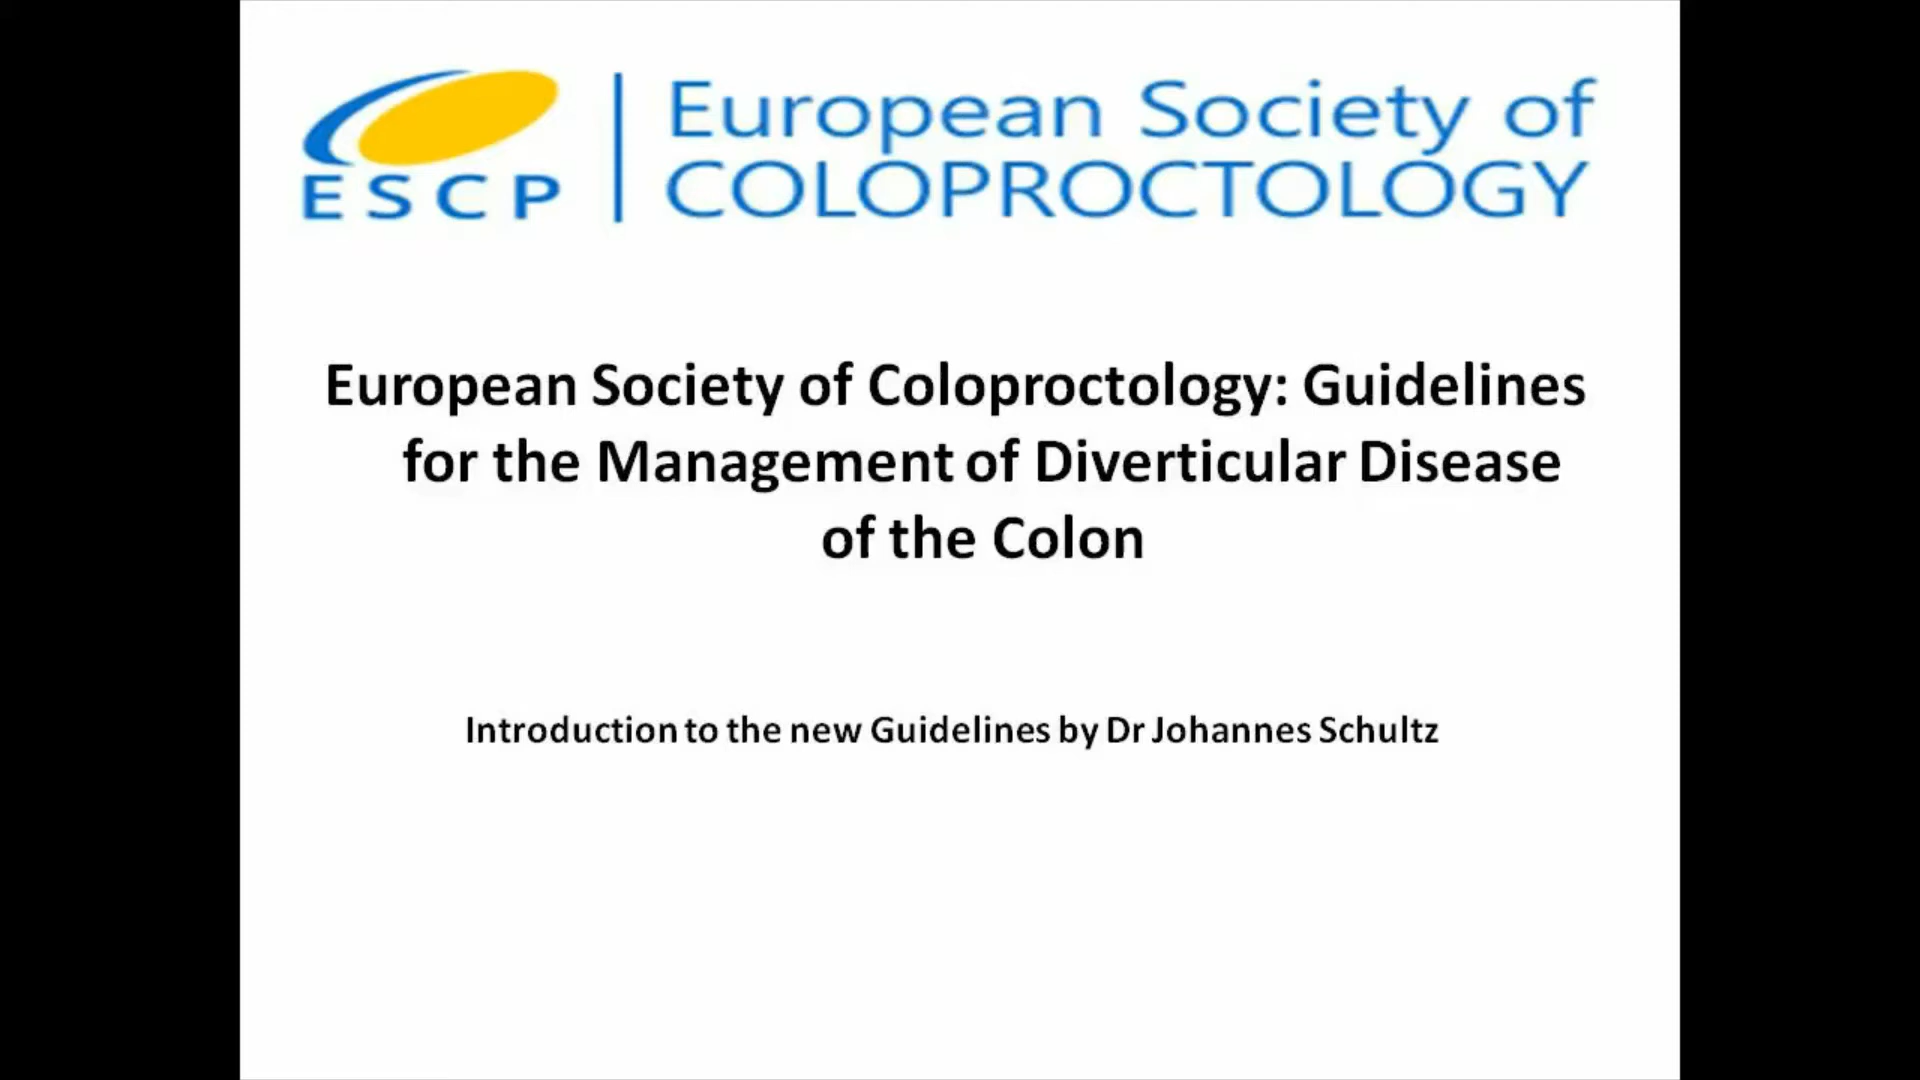 ESCP
European Society of
COLOPROCTOLOGY
European Society of Coloproctology: Guidelines
for the Management of Diverticular Disease
of the Colon
Introduction to the new Guidelines by Dr Johannes Schultz